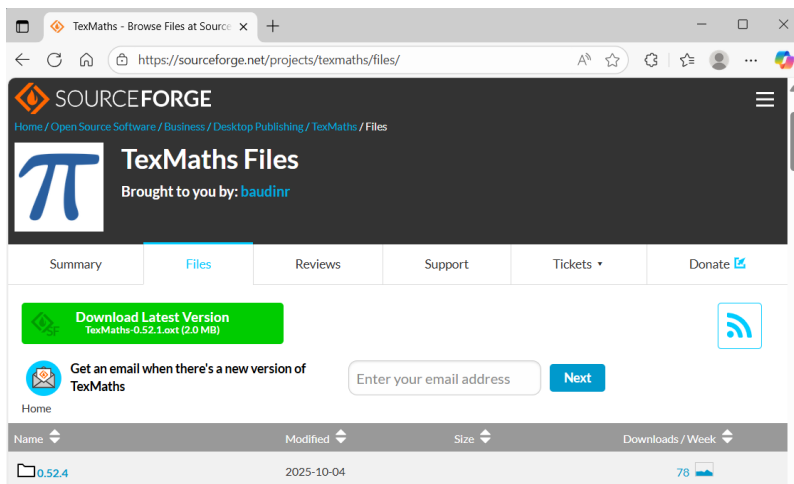 TexMaths - Browse Files at Source
https://sourceforge.net/projects/texmaths/files/
SOURCEFORGE
Home / Open Source Software / Business / Desktop Publishing / TexMaths / Files
TexMaths Files
Brought to you by: baudinr
Summary
Files
Reviews
Support
Tickets
Donate
Download Latest Version
TexMaths-0.52.1.oxt (2.0 MB)
SF
Get an email when there's a new version of
TexMaths
Enter your email address
Next
Home
Name
Modified
Size
Downloads / Week
0.52.4
2025-10-04
78